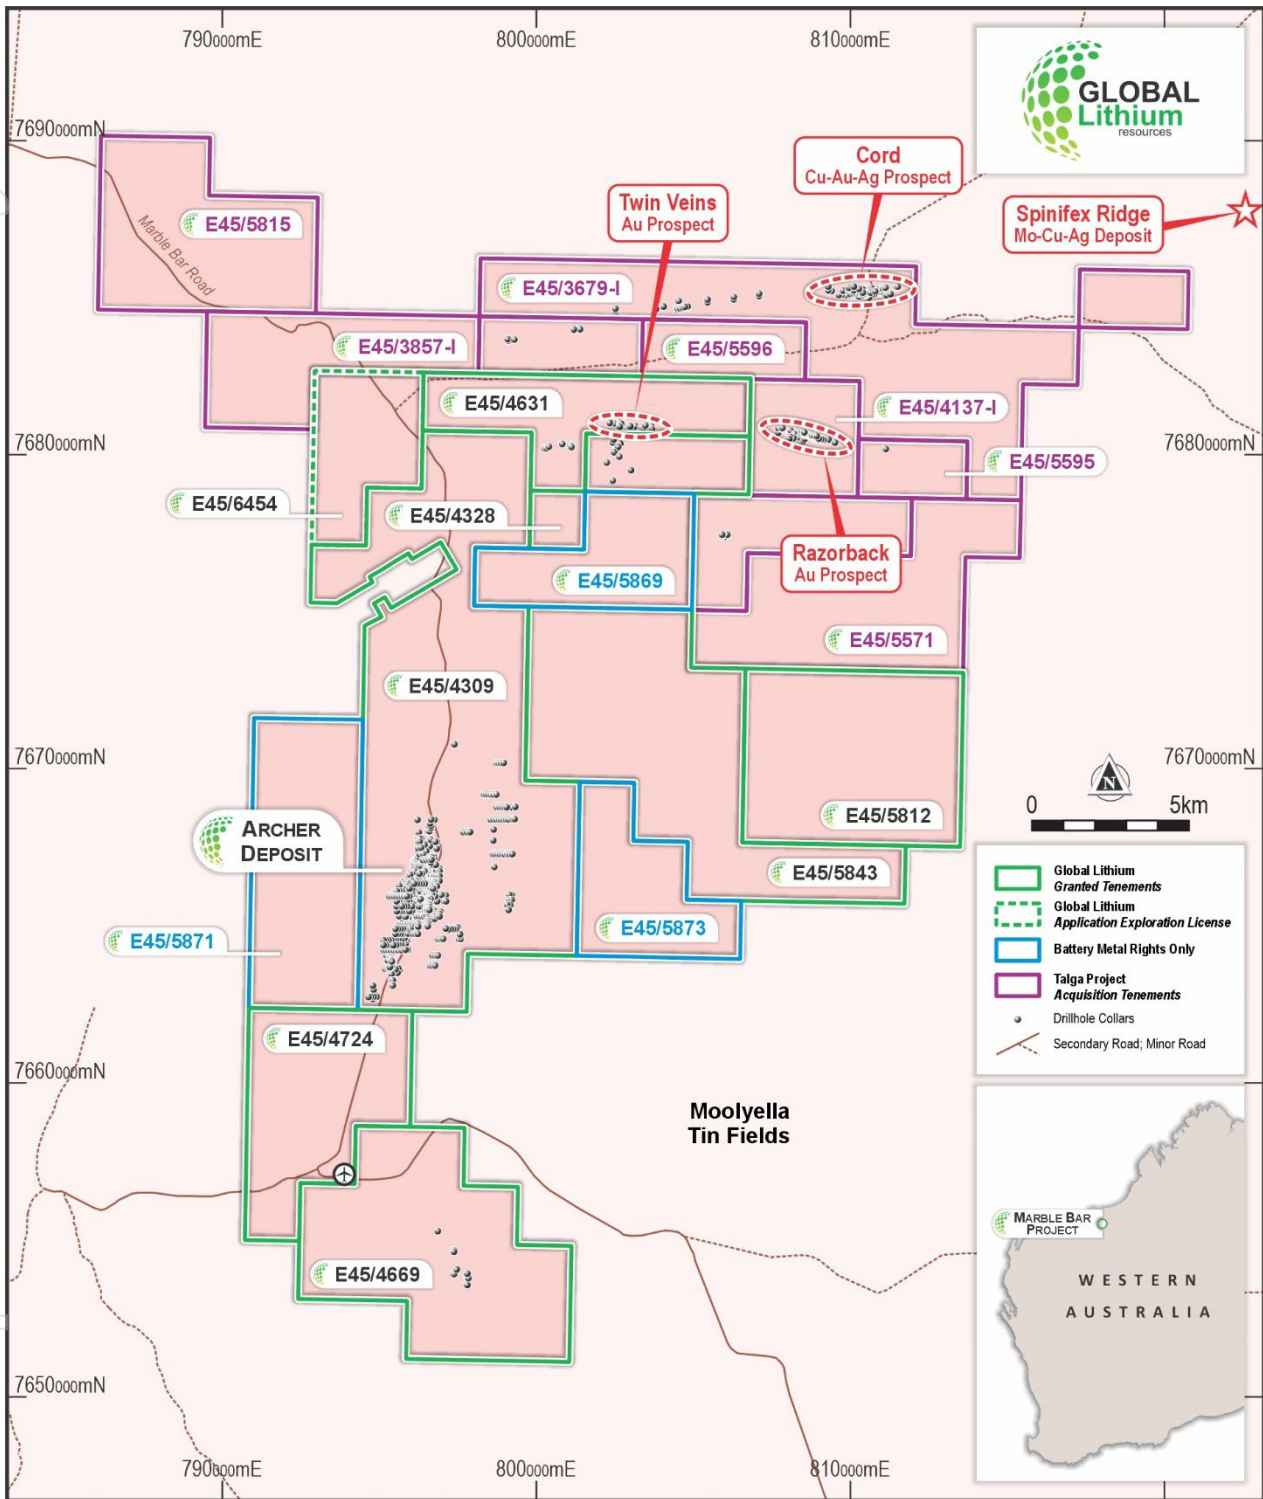 790000mE
800000mE
810000mE
GLOBAL
Lithium
resources
7690000mN
Cord
Cu-Au-Ag Prospect
Twin Veins
Au Prospect
Spinifex Ridge
Mo-Cu-Ag Deposit
E45/5815
Marble Bar Road
E45/3679-I
E45/3857-I
E45/5596
E45/4631
E45/4137-I
7680000mN
7680000mN
E45/5595
E45/6454
E45/4328
Razorback
Au Prospect
E45/5869
E45/5571
E45/4309
7670000mN
7670000mN
N
0
5km
E45/5812
ARCHER
DEPOSIT
E45/5843
E45/5871
E45/5873
Global Lithium
Granted Tenements
Global Lithium
Application Exploration License
Battery Metal Rights Only
Talga Project
Acquisition Tenements
Drillhole Collars
Secondary Road; Minor Road
E45/4724
7660000mN
Moolyella
Tin Fields
MARBLE BAR
PROJECT
E45/4669
WESTERN
AUSTRALIA
7650000mN
790000mE
800000mE
810000mE